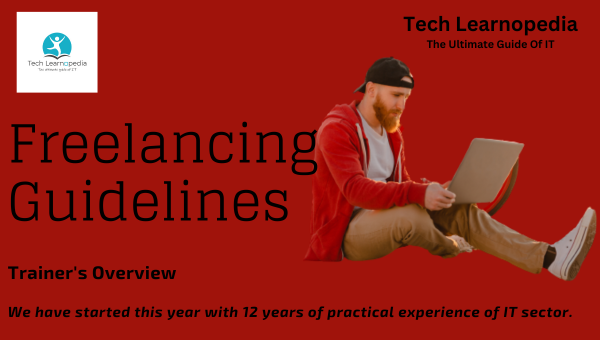 Tech Learnopedia
The Ultimate Guide Of IT
Tech Learnopedia
The ultimate guide of IT
Freelancing
Guidelines
Trainer's Overview
We have started this year with 12 years of practical experience of IT sector.